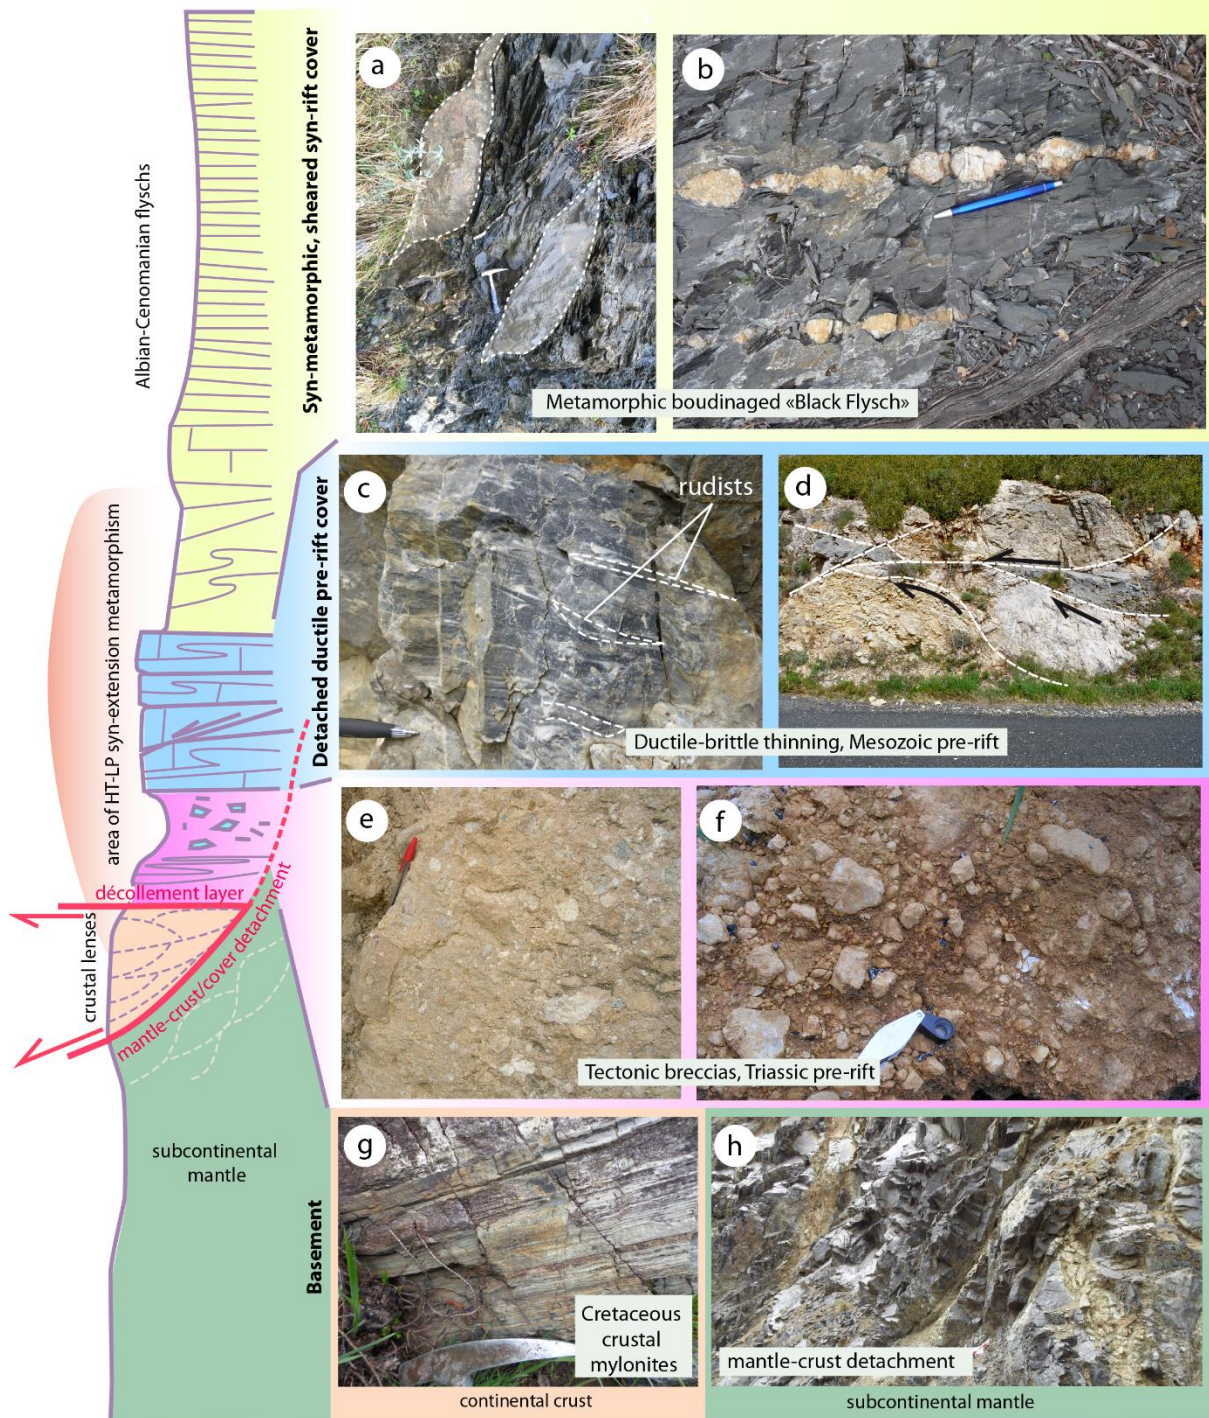 Albian-Cenomanian flyschs
Syn-metamorphic, sheared syn-rift cover
a
b
Metamorphic boudinaged «Black Flysch»
area of HT-LP syn-extension metamorphism
Detached ductile pre-rift cover
c
rudists
d
Ductile-brittle thinning, Mesozoic pre-rift
décollement layer
crustal lenses
mantle-crust/cover detachment
e
f
Tectonic breccias, Triassic pre-rift
subcontinental
mantle
Basement
g
Cretaceous
crustal
mylonites
continental crust
h
mantle-crust detachment
subcontinental mantle